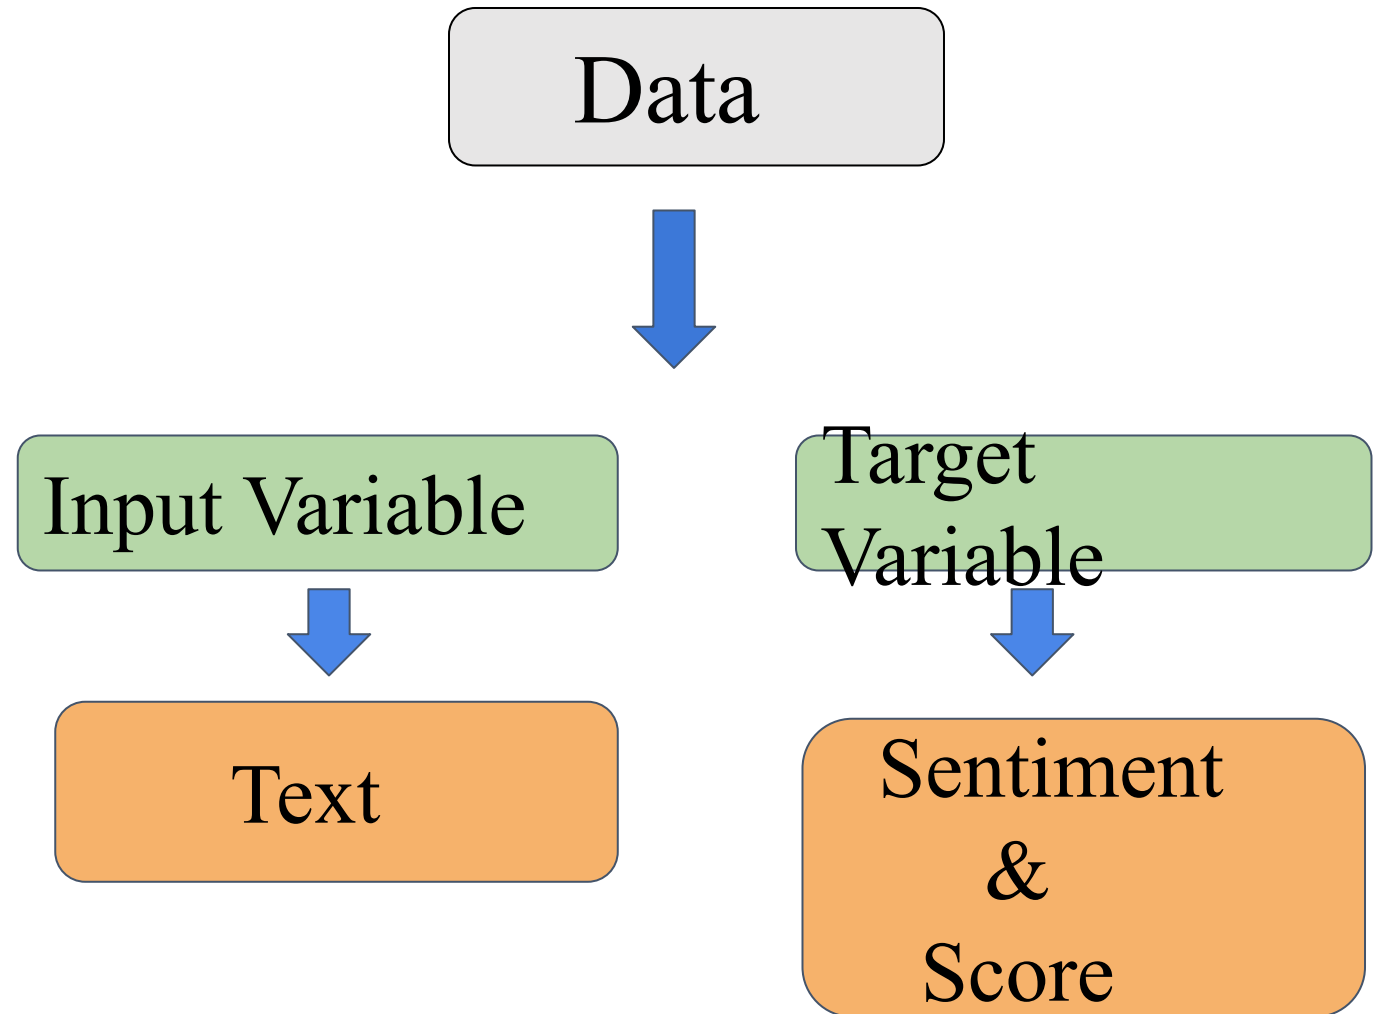 Data
Input Variable
Target
Variable
Text
Sentiment
&
Score